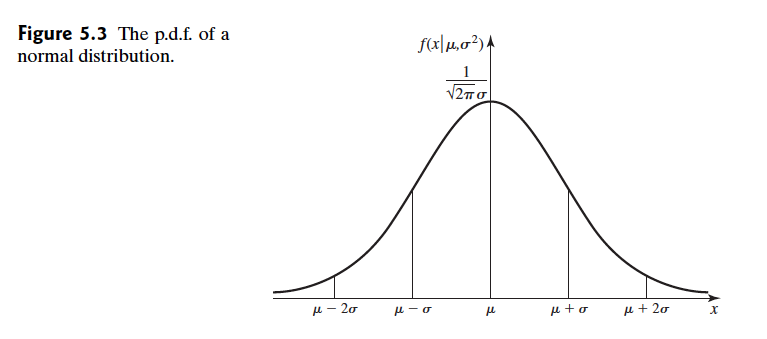 Figure 5.3 The p.d.f. of a
normal distribution.
f(x|μ,σ²)
1
√2π σ
μ − 2σ μ − σ μ μ + σ μ + 2σ x